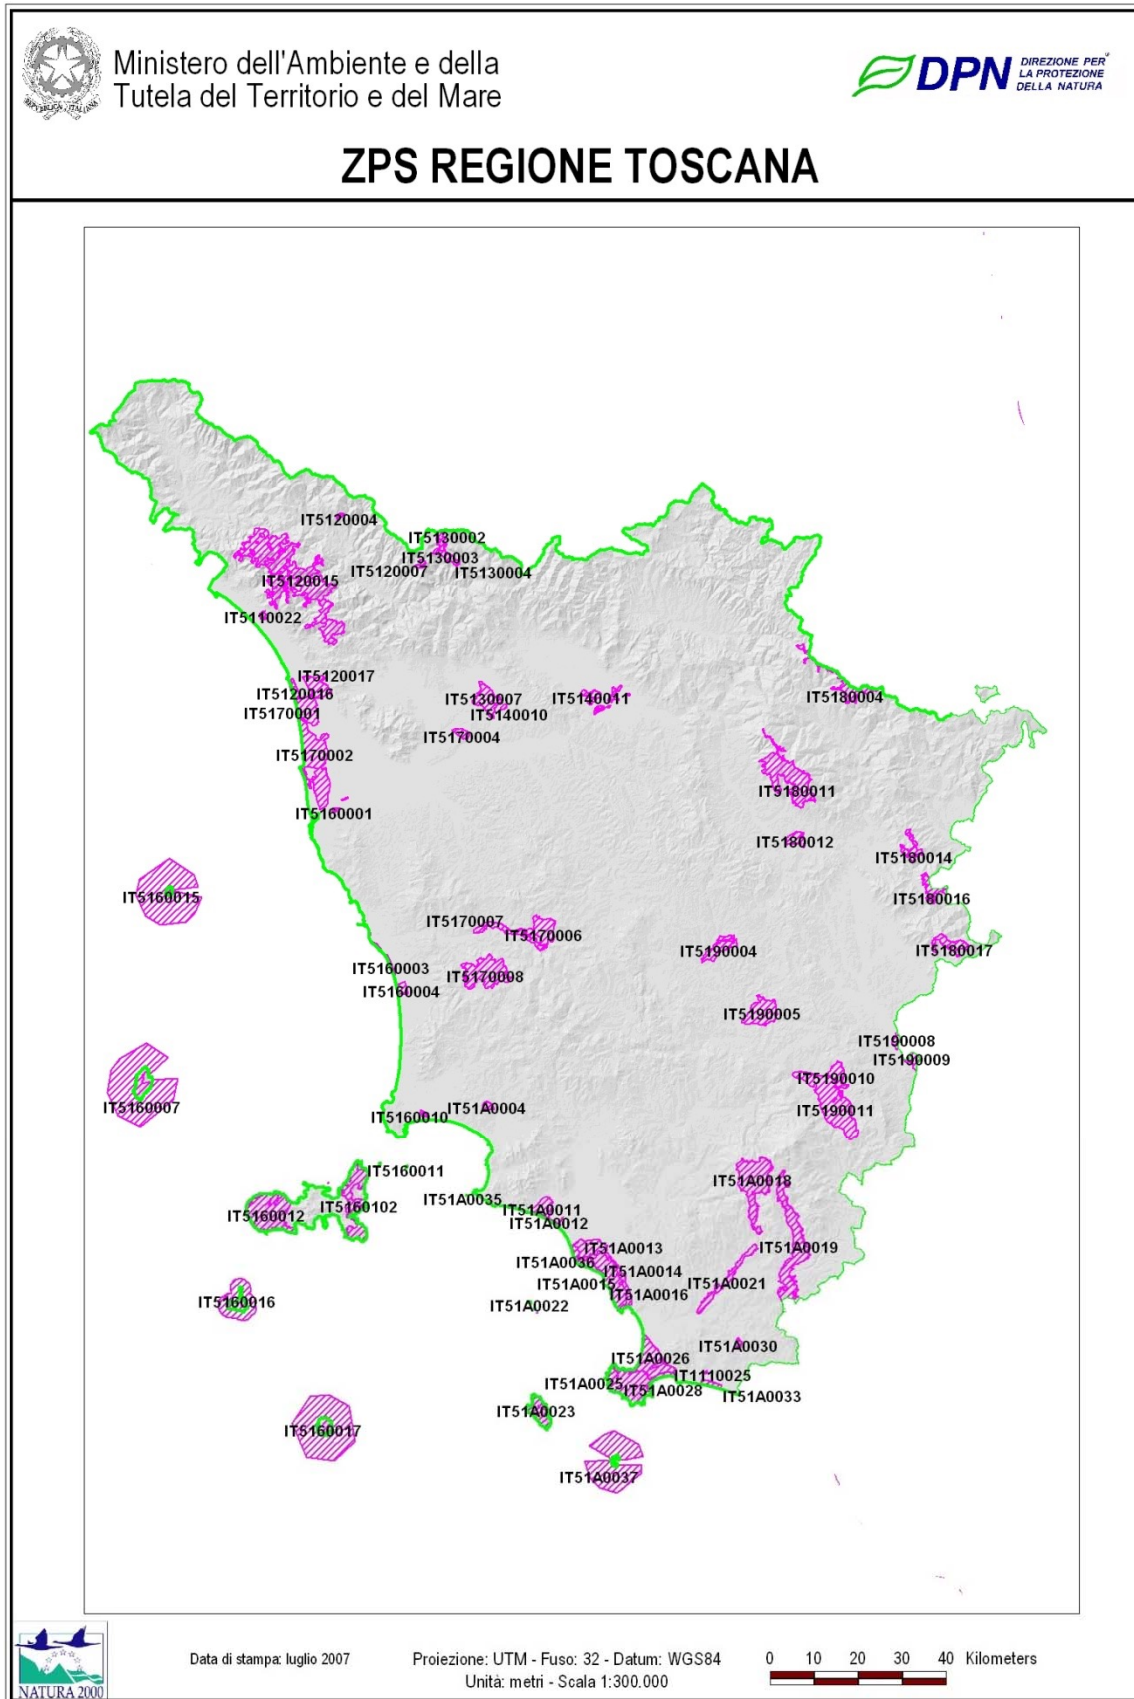 Ministero dell'Ambiente e della
Tutela del Territorio e del Mare
DPN
DIREZIONE PER
LA PROTEZIONE
DELLA NATURA
ZPS REGIONE TOSCANA
IT5120004
IT5130002
IT5130003
IT5120007
IT5130004
IT5120015
IT5110022
IT5120017
IT5120016
IT5130007
IT5140011
IT5180004
IT5170001
IT5140010
IT5170004
IT5170002
IT5180011
IT5160001
IT5180012
IT5180014
IT5160015
IT5180016
IT5170007
IT5170006
IT5190004
IT5180017
IT5160003
IT5170008
IT5160004
IT5190005
IT5190008
IT5190009
IT5190010
IT5160007
IT51A0004
IT5160010
IT5190011
IT5160011
IT51A0018
IT51A0035
IT5160102
IT51A0011
IT5160012
IT51A0012
IT51A0013
IT51A0019
IT51A0036
IT51A0014
IT51A0015
IT51A0021
IT51A0016
IT5160016
IT51A0022
IT51A0030
IT51A0026
IT1110025
IT51A0025
IT51A0028
IT51A0033
IT51A0023
IT5160017
IT51A0037
NATURA 2000
Data di stampa: luglio 2007
Proiezione: UTM - Fuso: 32 - Datum: WGS84
Unità: metri - Scala 1:300.000
0 10 20 30 40 Kilometers